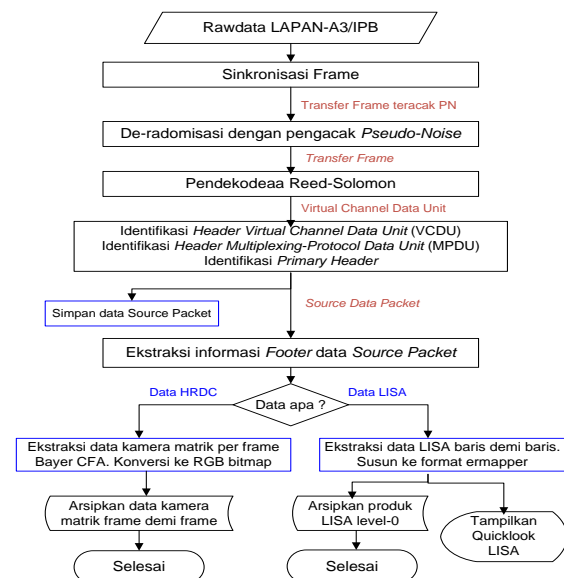 Rawdata LAPAN-A3/IPB
Sinkronisasi Frame
Transfer Frame teracak PN
De-radomisasi dengan pengacak Pseudo-Noise
Transfer Frame
Pendekodeaa Reed-Solomon
Virtual Channel Data Unit
Identifikasi Header Virtual Channel Data Unit (VCDU)
Identifikasi Header Multiplexing-Protocol Data Unit (MPDU)
Identifikasi Primary Header
Simpan data Source Packet
Source Data Packet
Ekstraksi informasi Footer data Source Packet
Data HRDC
Data apa ?
Data LISA
Ekstraksi data kamera matrik per frame
Bayer CFA. Konversi ke RGB bitmap
Ekstraksi data LISA baris demi baris.
Susun ke format ermapper
Arsipkan data kamera
matrik frame demi frame
Arsipkan produk
LISA level-0
Tampilkan
Quicklook
LISA
Selesai
Selesai